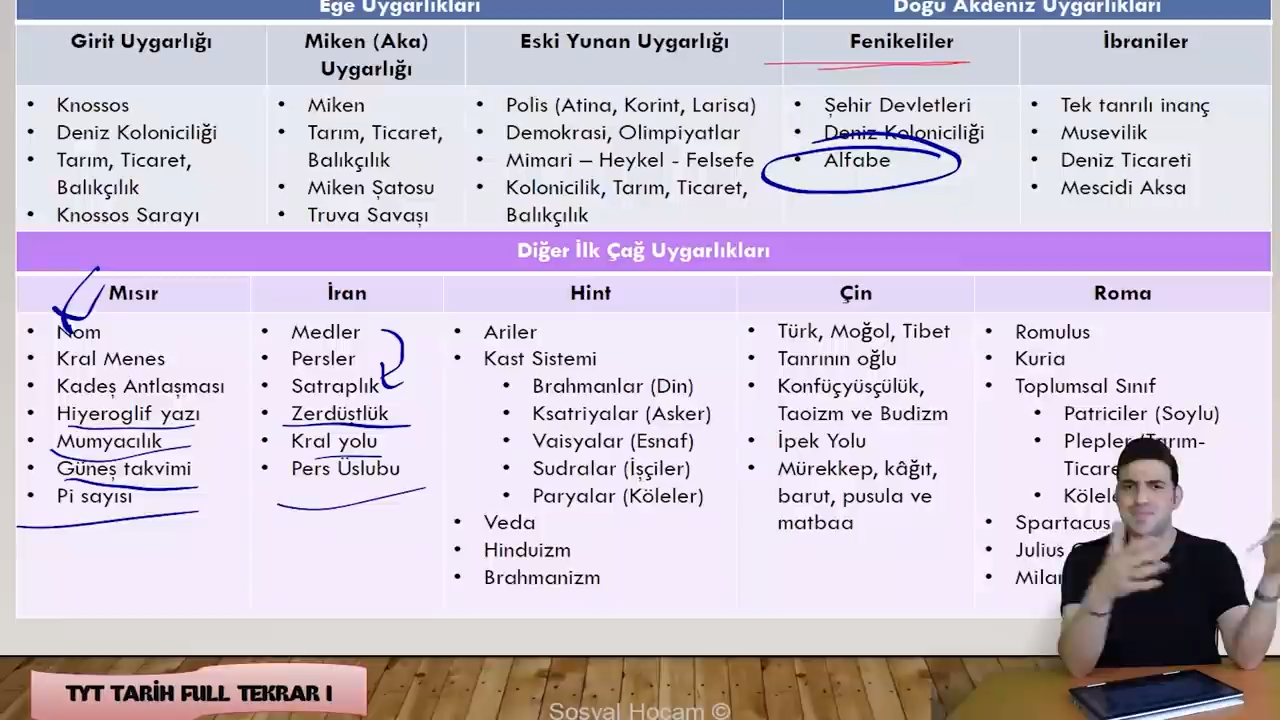 Ege Uygarlıkları
Doğu Akdeniz Uygarlıkları
Girit Uygarlığı
Miken (Aka)
Uygarlığı
Eski Yunan Uygarlığı
Fenikeliler
İbraniler
• Knossos
• Deniz Koloniciliği
• Tarım, Ticaret,
Balıkçılık
• Knossos Sarayı
• Miken
• Tarım, Ticaret,
Balıkçılık
• Miken Şatosu
• Truva Savaşı
• Polis (Atina, Korint, Larisa)
• Demokrasi, Olimpiyatlar
• Mimari – Heykel - Felsefe
• Kolonicilik, Tarım, Ticaret,
Balıkçılık
• Şehir Devletleri
• Deniz Koloniciliği
• Alfabe
• Tek tanrılı inanç
• Musevilik
• Deniz Ticareti
• Mescidi Aksa
Diğer İlk Çağ Uygarlıkları
Mısır
İran
Hint
Çin
Roma
• Nom
• Kral Menes
• Kadeş Antlaşması
• Hiyeroglif yazı
• Mumyacılık
• Güneş takvimi
• Pi sayısı
• Medler
• Persler
• Satraplık
• Zerdüştlük
• Kral yolu
• Pers Üslubu
• Ariler
• Kast Sistemi
• Brahmanlar (Din)
• Ksatriyalar (Asker)
• Vaisyalar (Esnaf)
• Sudralar (İşçiler)
• Paryalar (Köleler)
• Veda
• Hinduizm
• Brahmanizm
• Türk, Moğol, Tibet
• Tanrının oğlu
• Konfüçyüsçülük,
Taoizm ve Budizm
• İpek Yolu
• Mürekkep, kâğıt,
barut, pusula ve
matbaa
• Romulus
• Kuria
• Toplumsal Sınıf
• Patriciler (Soylu)
• Plepler (Tarım-
• Spartacus
TYT TARİH FULL TEKRAR I
Sosyal Hocam ©